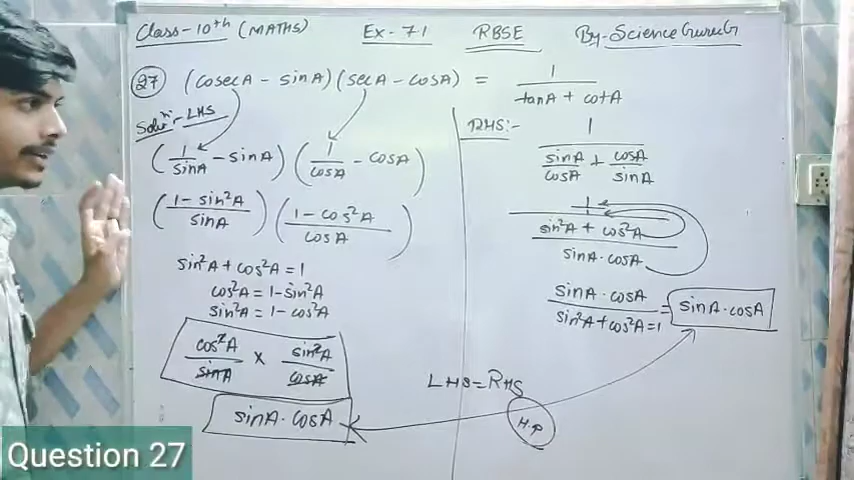 Class-10th (MATHS) Ex-7.1 RBSE By-ScienceGuruG
27 (cosecA - sinA)(secA - cosA) = 1/(tanA + cotA)
Soluⁿ:- LHS
(1/sinA - sinA) (1/cosA - cosA)
((1 - sin²A)/sinA) ((1 - cos²A)/cosA)
sin²A + cos²A = 1
cos²A = 1 - sin²A
sin²A = 1 - cos²A
cos²A/sinA × sin²A/cosA
sinA · cosA
RHS:- 1/(sinA/cosA + cosA/sinA)
1/1/((sin²A + cos²A)/(sinA · cosA))
(sinA · cosA)/(sin²A + cos²A = 1) = sinA · cosA
LHS = RHS
H.P
Question 27